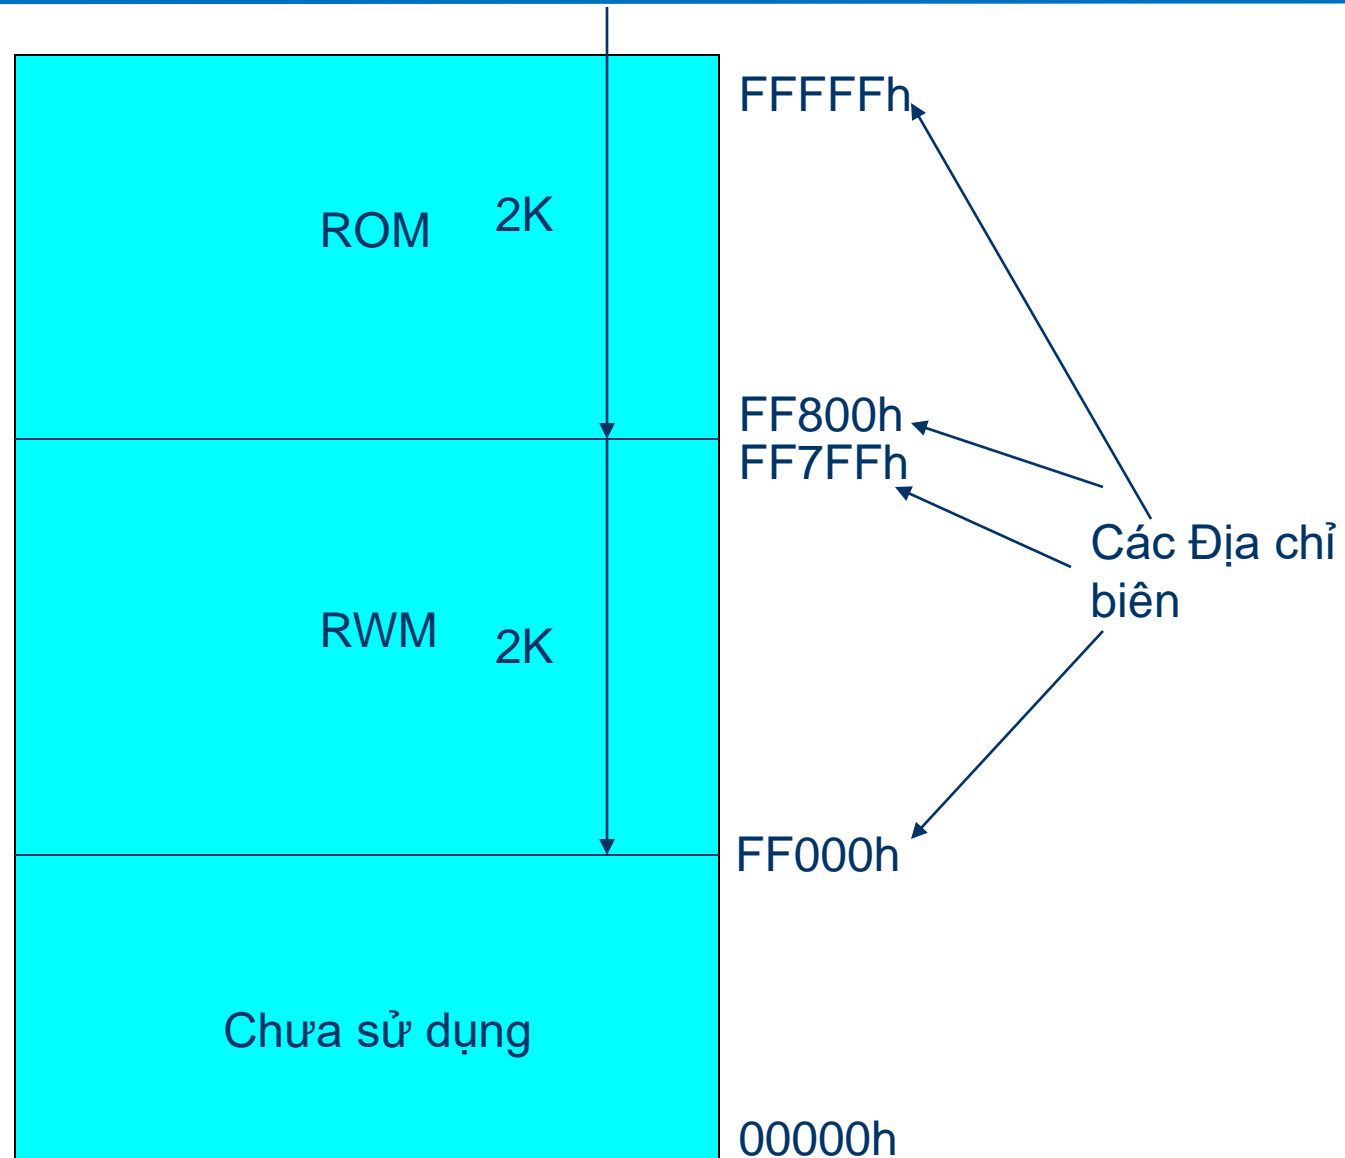 FFFFFh
ROM 2K
FF800h
FF7FFh
Các Địa chỉ
biên
RWM 2K
FF000h
Chưa sử dụng
00000h